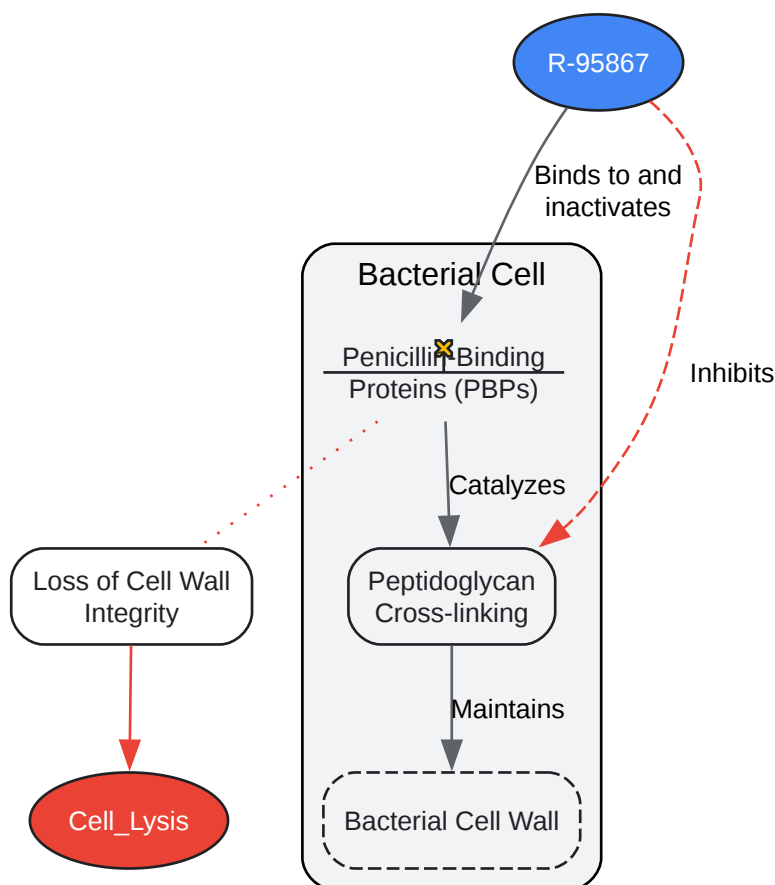 R-95867
Binds to and
inactivates
Bacterial Cell
Penicillin-Binding
Proteins (PBPs)
Inhibits
Catalyzes
Loss of Cell Wall
Integrity
Peptidoglycan
Cross-linking
Maintains
Cell_Lysis
Bacterial Cell Wall